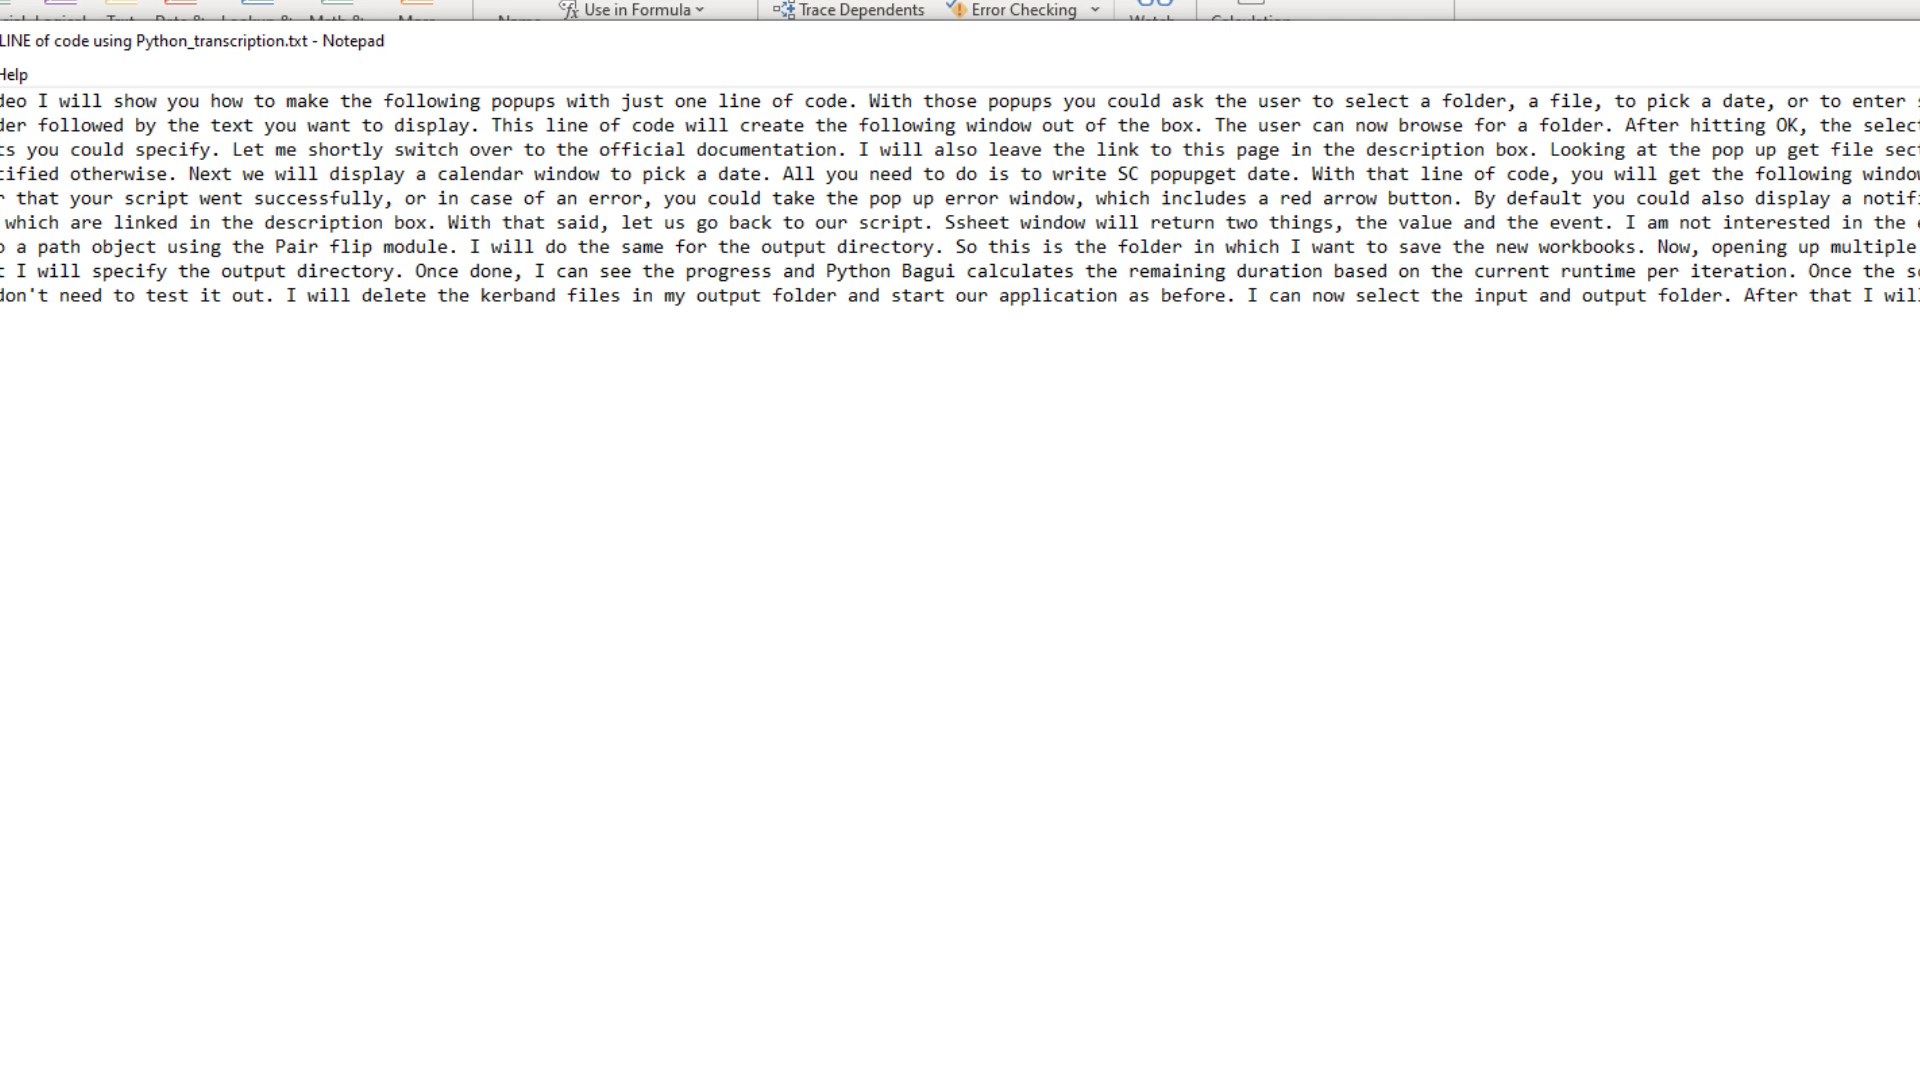 Use in Formula Trace Dependents Error Checking
LINE of code using Python_transcription.txt - Notepad
Help
deo I will show you how to make the following popups with just one line of code. With those popups you could ask the user to select a folder, a file, to pick a date, or to enter
der followed by the text you want to display. This line of code will create the following window out of the box. The user can now browse for a folder. After hitting OK, the select
ts you could specify. Let me shortly switch over to the official documentation. I will also leave the link to this page in the description box. Looking at the pop up get file sect
cified otherwise. Next we will display a calendar window to pick a date. All you need to do is to write SC popupget date. With that line of code, you will get the following window
r that your script went successfully, or in case of an error, you could take the pop up error window, which includes a red arrow button. By default you could also display a notifi
which are linked in the description box. With that said, let us go back to our script. Ssheet window will return two things, the value and the event. I am not interested in the
o a path object using the Pair flip module. I will do the same for the output directory. So this is the folder in which I want to save the new workbooks. Now, opening up multiple
t I will specify the output directory. Once done, I can see the progress and Python Bagui calculates the remaining duration based on the current runtime per iteration. Once the
don't need to test it out. I will delete the kerband files in my output folder and start our application as before. I can now select the input and output folder. After that I will